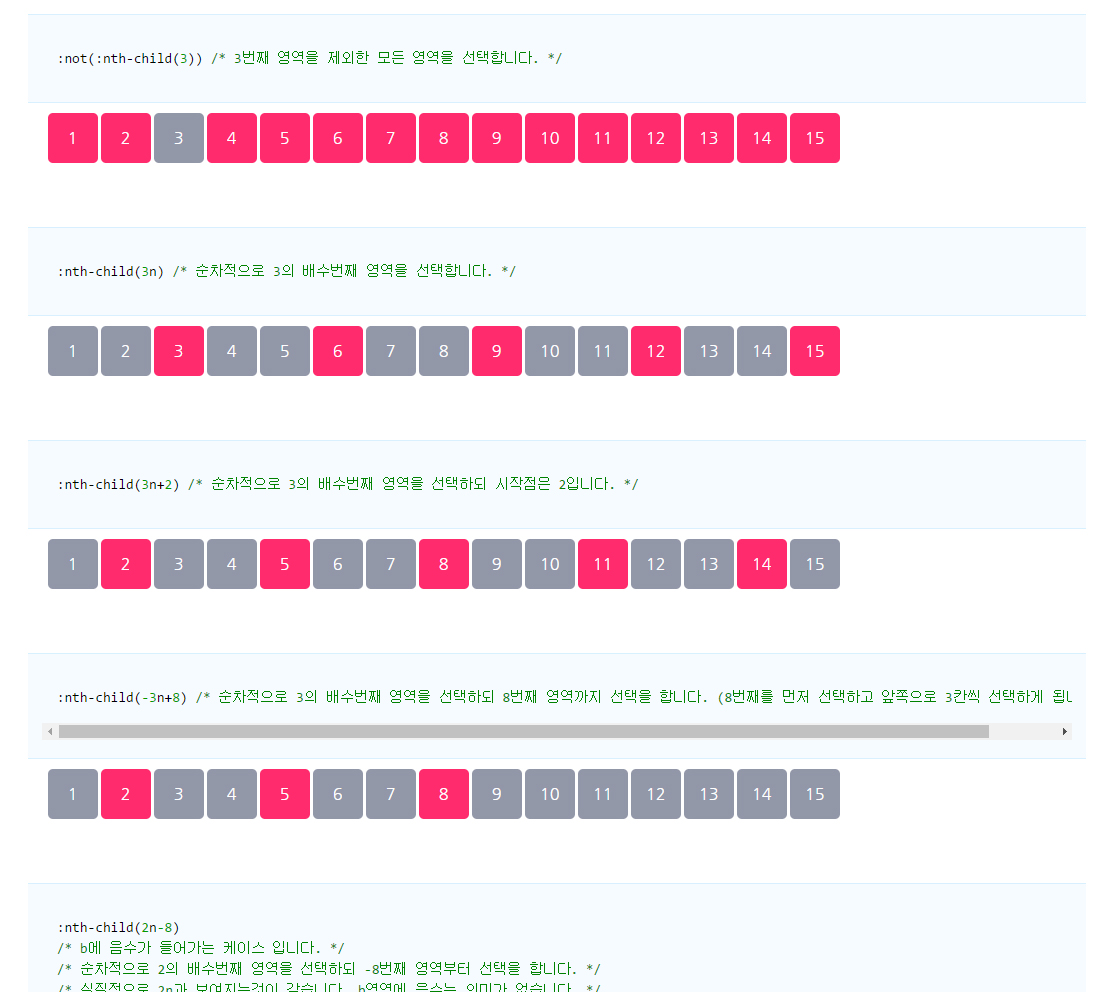 :not(:nth-child(3)) /* 3번째 영역을 제외한 모든 영역을 선택합니다. */
1 2 3 4 5 6 7 8 9 10 11 12 13 14 15
:nth-child(3n) /* 순차적으로 3의 배수번째 영역을 선택합니다. */
1 2 3 4 5 6 7 8 9 10 11 12 13 14 15
:nth-child(3n+2) /* 순차적으로 3의 배수번째 영역을 선택하되 시작점은 2입니다. */
1 2 3 4 5 6 7 8 9 10 11 12 13 14 15
:nth-child(-3n+8) /* 순차적으로 3의 배수번째 영역을 선택하되 8번째 영역까지 선택을 합니다. (8번째를 먼저 선택하고 앞쪽으로 3칸씩 선택하게
1 2 3 4 5 6 7 8 9 10 11 12 13 14 15
:nth-child(2n-8)
/* b에 음수가 들어가는 케이스 입니다. */
/* 순차적으로 2의 배수번째 영역을 선택하되 -8번째 영역부터 선택을 합니다. */
/* 실질적으로 2n과 보여지는것이 같습니다. b영역에 음수는 의미가 없습니다. */